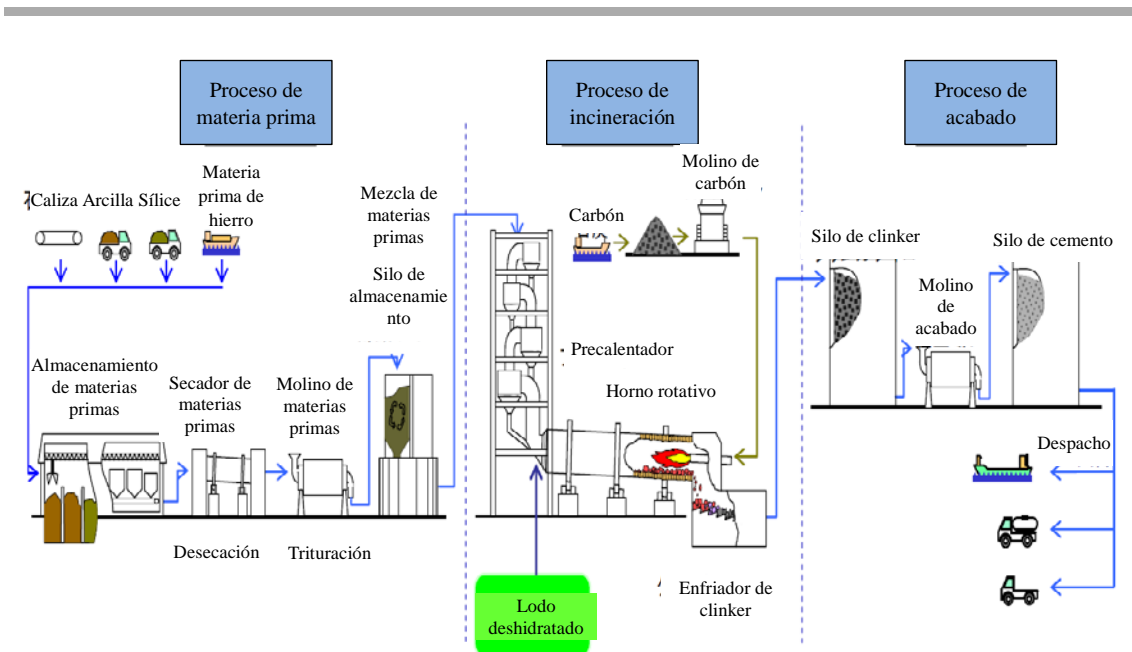 Proceso de
materia prima
Proceso de
incineración
Proceso de
acabado
Caliza Arcilla Sílice
Materia
prima de
hierro
Mezcla de
materias
primas
Silo de
almacenamie
nto
Almacenamiento
de materias
primas
Secador de
materias
primas
Molino de
materias
primas
Desecación
Trituración
Carbón
Molino de
carbón
Precalentador
Horno rotativo
Lodo
deshidratado
Enfriador de
clinker
Silo de clinker
Molino
de
acabado
Silo de cemento
Despacho